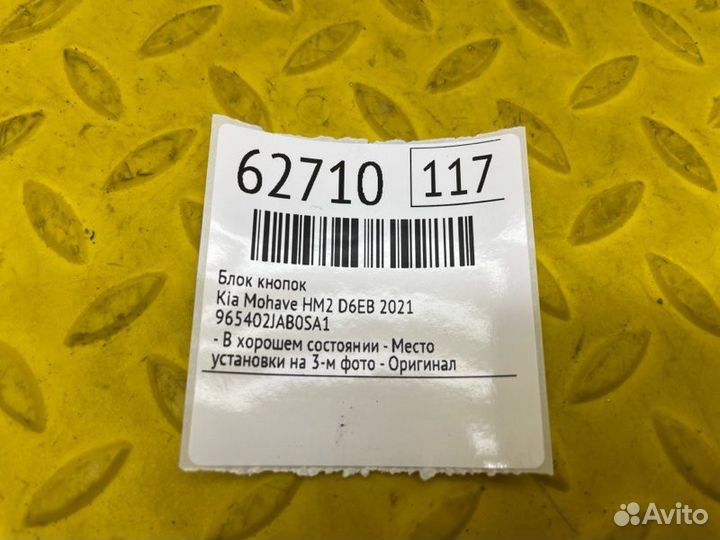 62710 117
Блок кнопок
Kia Mohave HM2 D6EB 2021
965402JAB0SA1
- В хорошем состоянии - Место
установки на 3-м фото - Оригинал
Avito